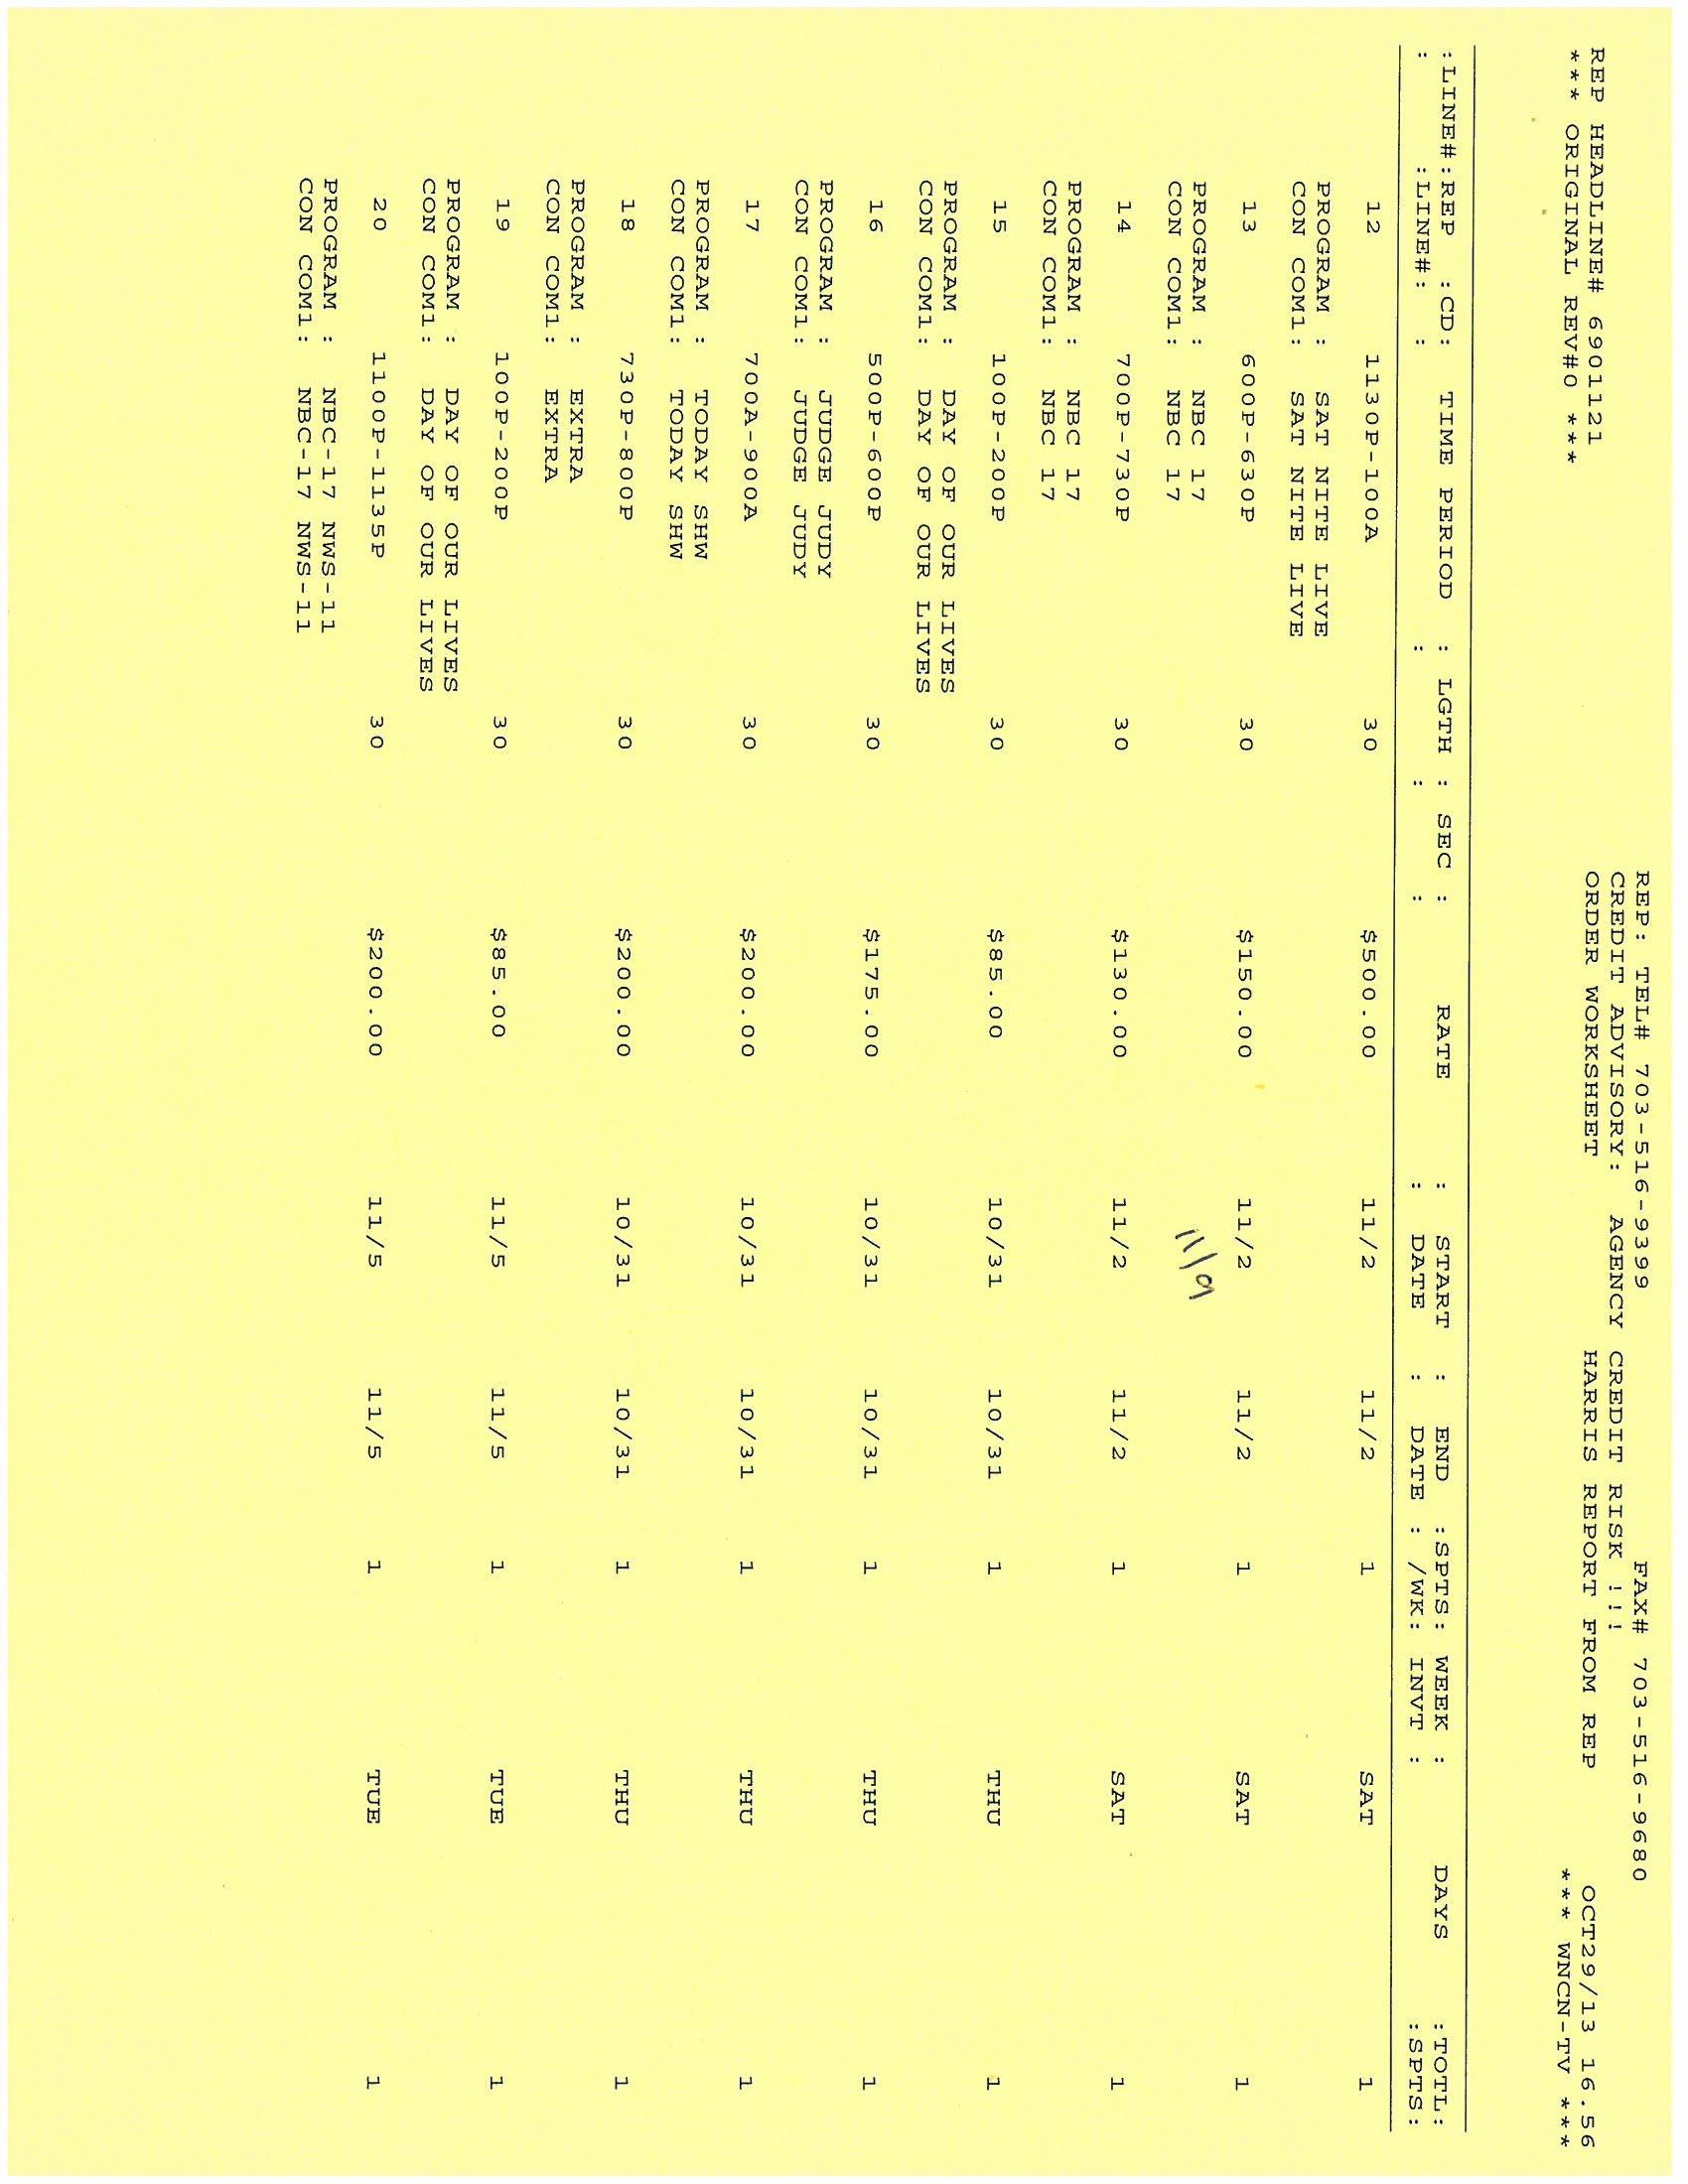 REP: TEL# 703-516-9399 FAX# 703-516-9680
CREDIT ADVISORY: AGENCY CREDIT RISK !!!
REP HEADLINE# 6901121 ORDER WORKSHEET HARRIS REPORT FROM REP OCT29/13 16.56
*** ORIGINAL REV#0 *** *** WNCN-TV ***
:LINE#:REP :CD: TIME PERIOD : LGTH : SEC : RATE : START : END :SPTS: WEEK : DAYS :TOTL:
: :LINE#: : : : : DATE : DATE : /WK: INVT : :SPTS:
12 1130P-100A 30 $500.00 11/2 11/2 1 SAT 1
PROGRAM : SAT NITE LIVE
CON COM1: SAT NITE LIVE
13 600P-630P 30 $150.00 11/2 11/2 1 SAT 1
11/9
PROGRAM : NBC 17
CON COM1: NBC 17
14 700P-730P 30 $130.00 11/2 11/2 1 SAT 1
PROGRAM : NBC 17
CON COM1: NBC 17
15 100P-200P 30 $85.00 10/31 10/31 1 THU 1
PROGRAM : DAY OF OUR LIVES
CON COM1: DAY OF OUR LIVES
16 500P-600P 30 $175.00 10/31 10/31 1 THU 1
PROGRAM : JUDGE JUDY
CON COM1: JUDGE JUDY
17 700A-900A 30 $200.00 10/31 10/31 1 THU 1
PROGRAM : TODAY SHW
CON COM1: TODAY SHW
18 730P-800P 30 $200.00 10/31 10/31 1 THU 1
PROGRAM : EXTRA
CON COM1: EXTRA
19 100P-200P 30 $85.00 11/5 11/5 1 TUE 1
PROGRAM : DAY OF OUR LIVES
CON COM1: DAY OF OUR LIVES
20 1100P-1135P 30 $200.00 11/5 11/5 1 TUE 1
PROGRAM : NBC-17 NWS-11
CON COM1: NBC-17 NWS-11